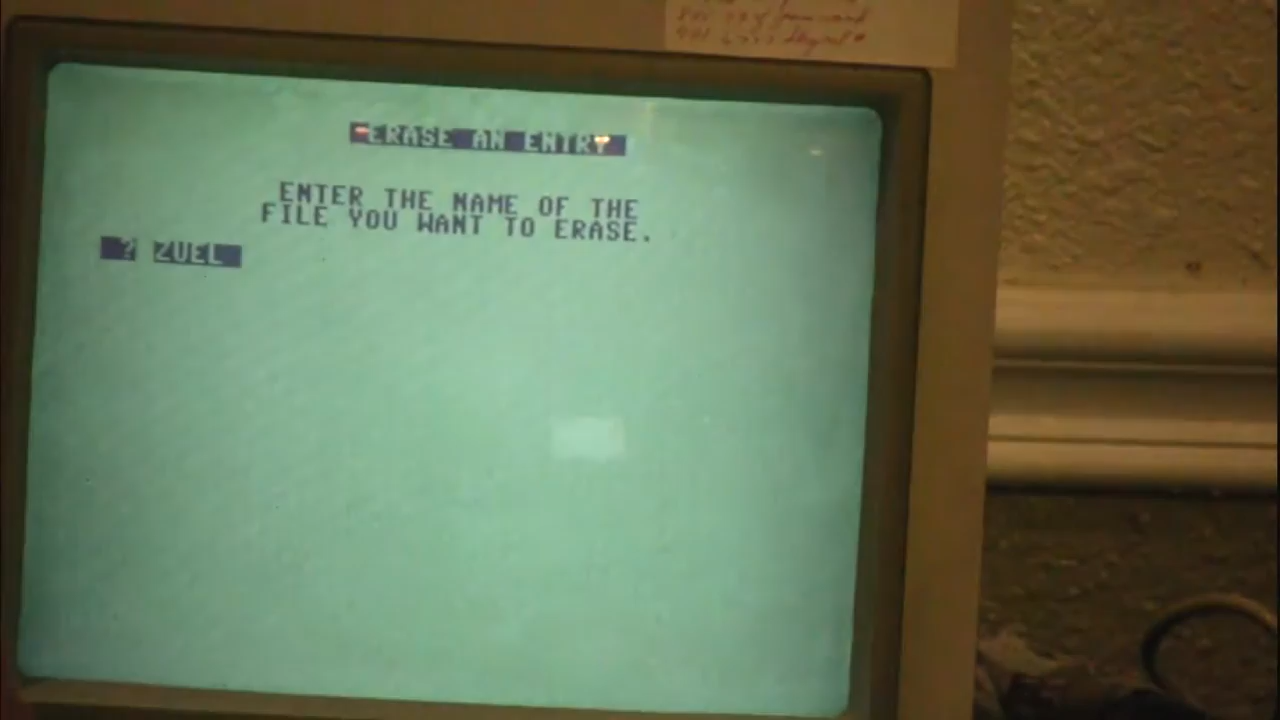 ERASE AN ENTRY
ENTER THE NAME OF THE
FILE YOU WANT TO ERASE.
? ZUEL